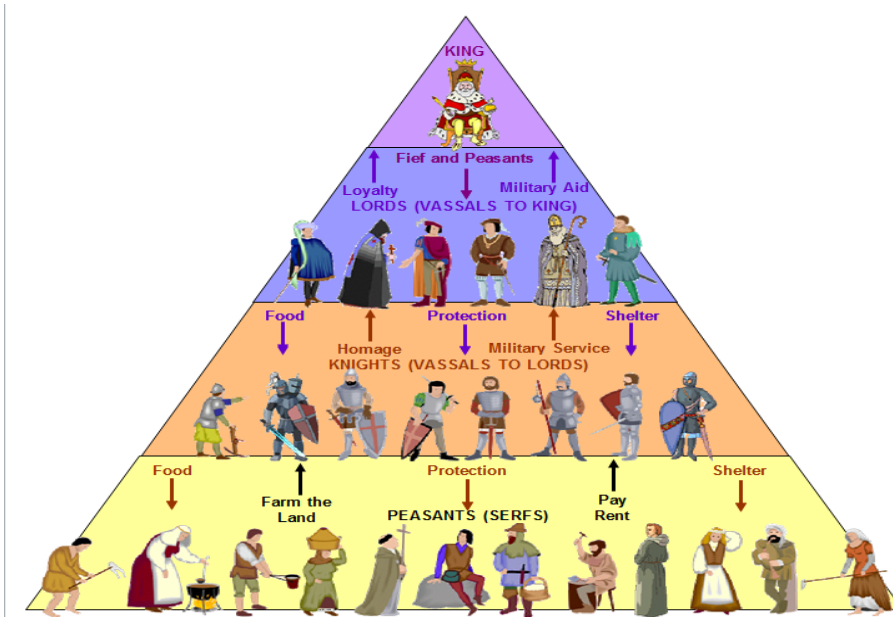 KING
Fief and Peasants
Loyalty
Military Aid
LORDS (VASSALS TO KING)
Food
Protection
Shelter
Homage
Military Service
KNIGHTS (VASSALS TO LORDS)
Food
Protection
Shelter
Farm the
Land
Pay
Rent
PEASANTS (SERFS)